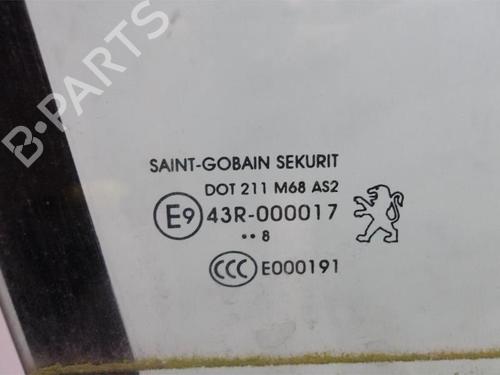 B-PARTS
SAINT-GOBAIN SEKURIT
DOT 211 M68 AS2
E9 43R-000017
•• 8
CCC E000191